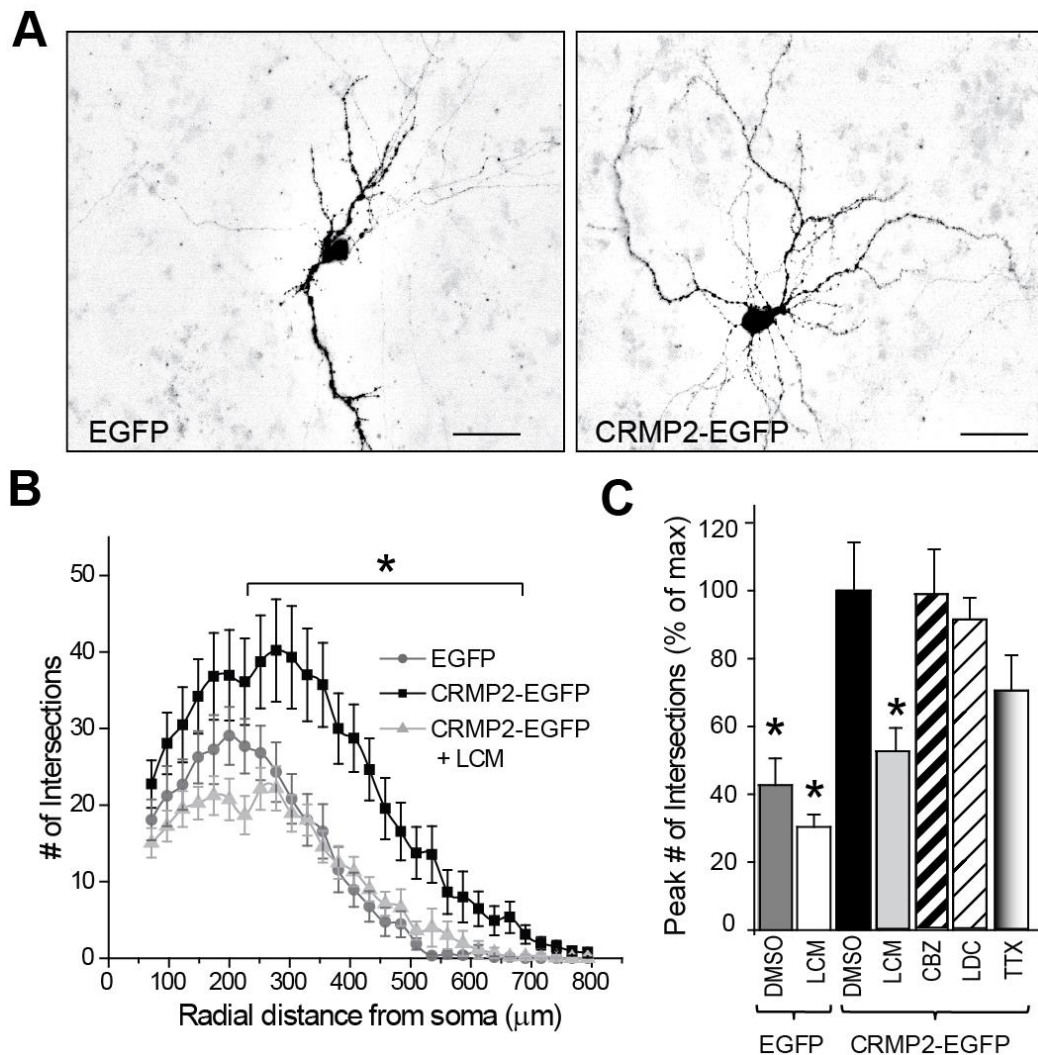 A
EGFP
CRMP2-EGFP
B
# of Intersections
50
40
30
20
10
0
*
EGFP
CRMP2-EGFP
CRMP2-EGFP
+ LCM
0 100 200 300 400 500 600 700 800
Radial distance from soma (μm)
C
Peak # of Intersections (% of max)
120
100
80
60
40
20
0
*
*
*
DMSO
LCM
DMSO
LCM
CBZ
LDC
TTX
EGFP CRMP2-EGFP